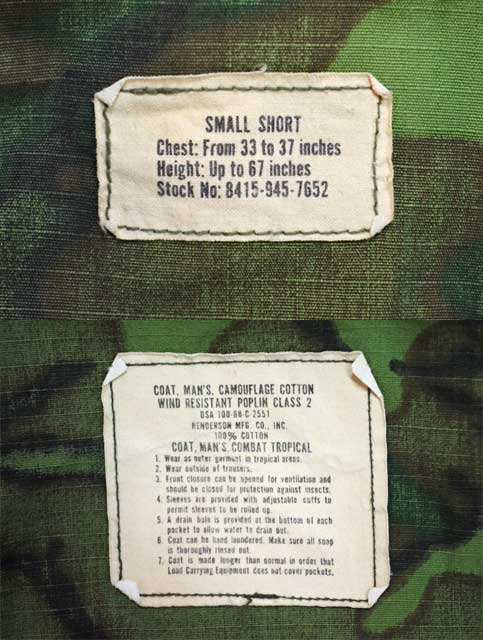 SMALL SHORT
Chest: From 33 to 37 inches
Height: Up to 67 inches
Stock No: 8415-945-7652
COAT, MAN'S, CAMOUFLAGE COTTON
WIND RESISTANT POPLIN CLASS 2
DSA 100-68-C-2551
HENDERSON MFG. CO., INC.
100% COTTON
COAT, MAN'S COMBAT TROPICAL
1. Wear as outer garment in tropical areas.
2. Wear outside of trousers.
3. Front closure can be opened for ventilation and
should be closed for protection against insects.
4. Sleeves are provided with adjustable cuffs to
permit sleeves to be rolled up.
5. A drain hole is provided at the bottom of each
pocket to allow water to drain out.
6. Coat can be hand laundered. Make sure all soap
is thoroughly rinsed out.
7. Coat is made longer than normal in order that
Load Carrying Equipment does not cover pockets.